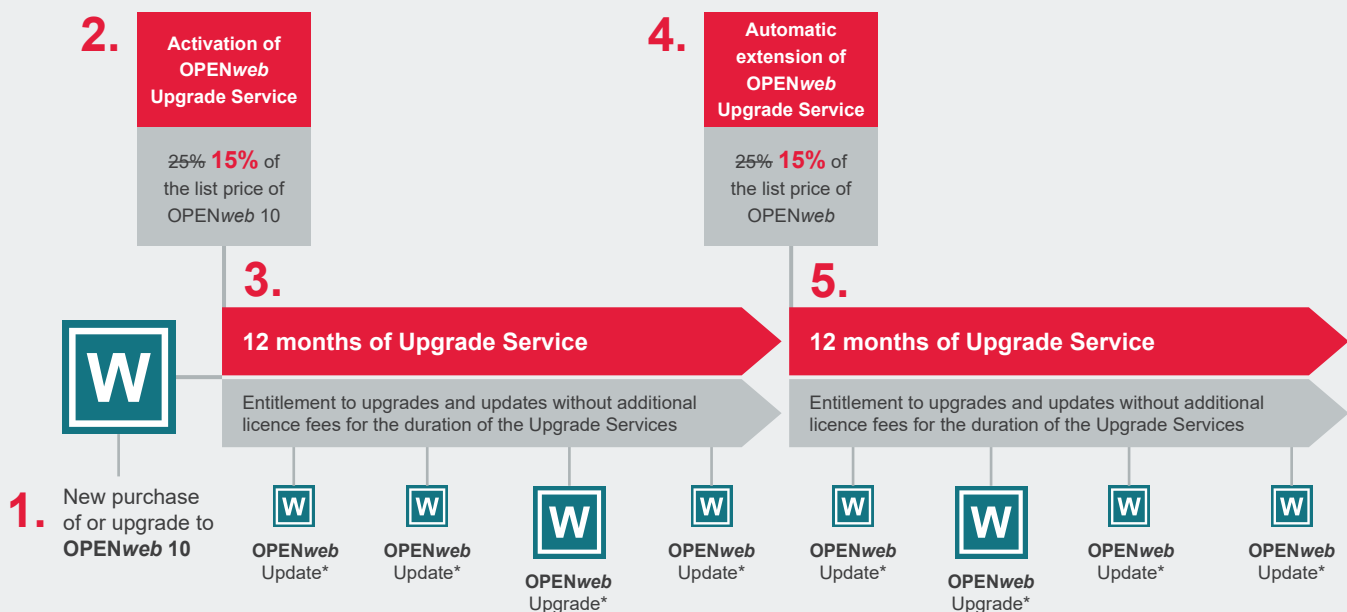 2.
Activation of
OPENweb
Upgrade Service
25% 15% of
the list price of
OPENweb 10
4.
Automatic
extension of
OPENweb
Upgrade Service
25% 15% of
the list price of
OPENweb
3.
12 months of Upgrade Service
Entitlement to upgrades and updates without additional
licence fees for the duration of the Upgrade Services
5.
12 months of Upgrade Service
Entitlement to upgrades and updates without additional
licence fees for the duration of the Upgrade Services
W
1.
New purchase
of or upgrade to
OPENweb 10
W
OPENweb
Update*
W
OPENweb
Update*
W
OPENweb
Upgrade*
W
OPENweb
Update*
W
OPENweb
Update*
W
OPENweb
Upgrade*
W
OPENweb
Update*
W
OPENweb
Update*